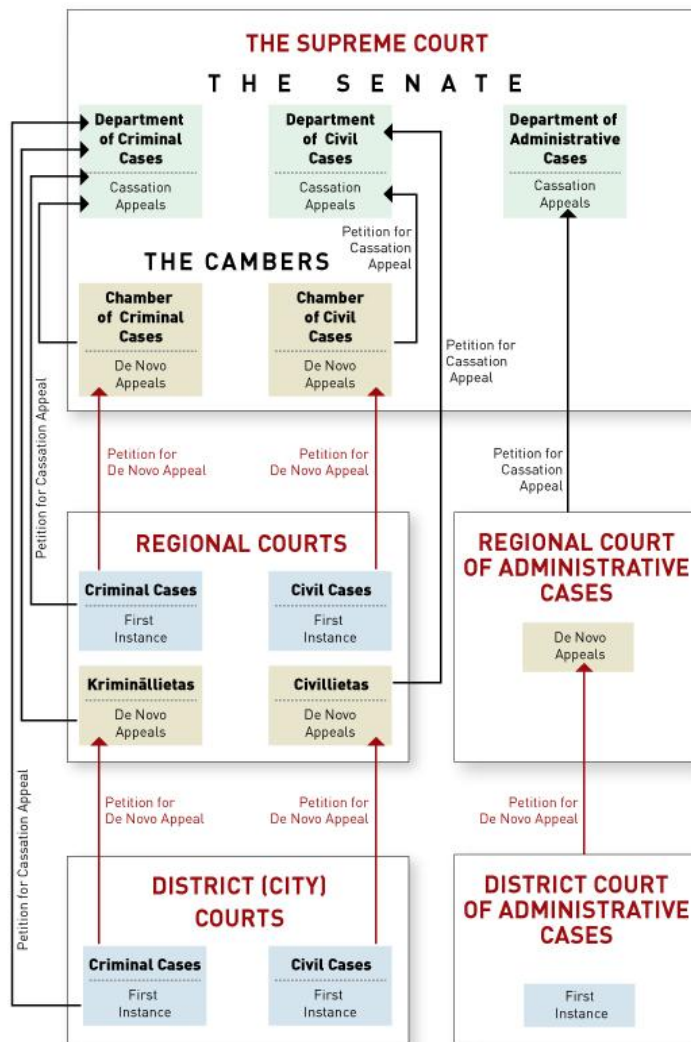 THE SUPREME COURT
THE SENATE
Department
of Criminal
Cases
Cassation
Appeals
Department
of Civil
Cases
Cassation
Appeals
Department of
Administrative
Cases
Cassation
Appeals
Petition for
Cassation
Appeal
THE CAMBERS
Chamber
of Criminal
Cases
De Novo
Appeals
Chamber
of Civil
Cases
De Novo
Appeals
Petition for
Cassation
Appeal
Petition for Cassation Appeal
Petition for
De Novo Appeal
Petition for
De Novo Appeal
Petition for
Cassation
Appeal
REGIONAL COURTS
Criminal Cases
First
Instance
Civil Cases
First
Instance
Krimināllietas
De Novo
Appeals
Civillietas
De Novo
Appeals
REGIONAL COURT
OF ADMINISTRATIVE
CASES
De Novo
Appeals
Petition for Cassation Appeal
Petition for
De Novo Appeal
Petition for
De Novo Appeal
Petition for
De Novo Appeal
DISTRICT (CITY)
COURTS
Criminal Cases
First
Instance
Civil Cases
First
Instance
DISTRICT COURT
OF ADMINISTRATIVE
CASES
First
Instance